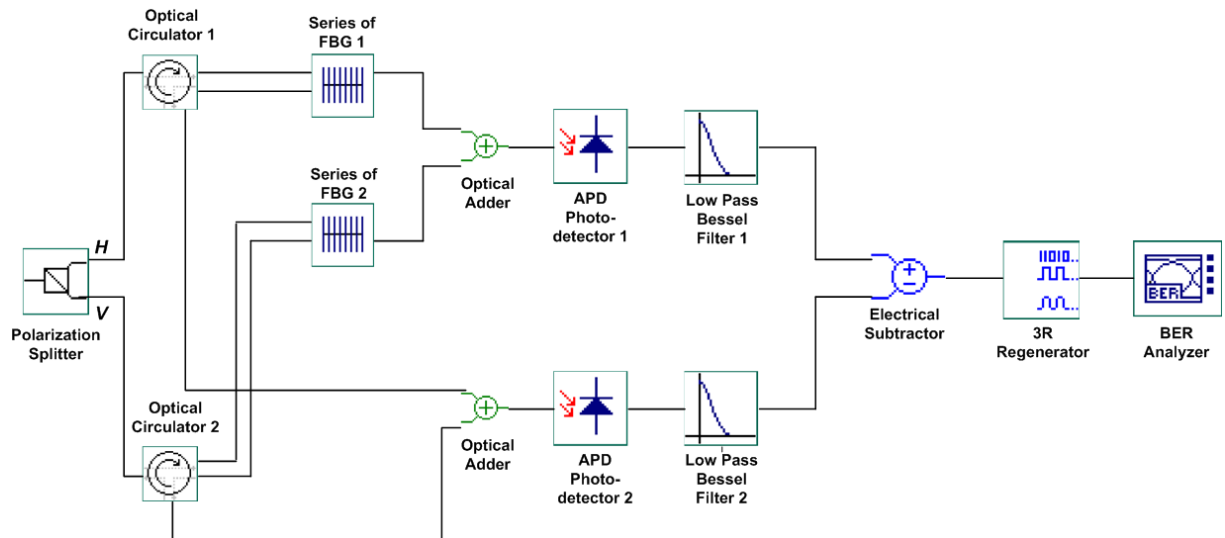 Optical
Circulator 1
Series of
FBG 1
Series of
FBG 2
Optical
Adder
APD
Photo-
detector 1
Low Pass
Bessel
Filter 1
H
V
Polarization
Splitter
Electrical
Subtractor
11010...
3R
Regenerator
BER
BER
Analyzer
Optical
Circulator 2
Optical
Adder
APD
Photo-
detector 2
Low Pass
Bessel
Filter 2